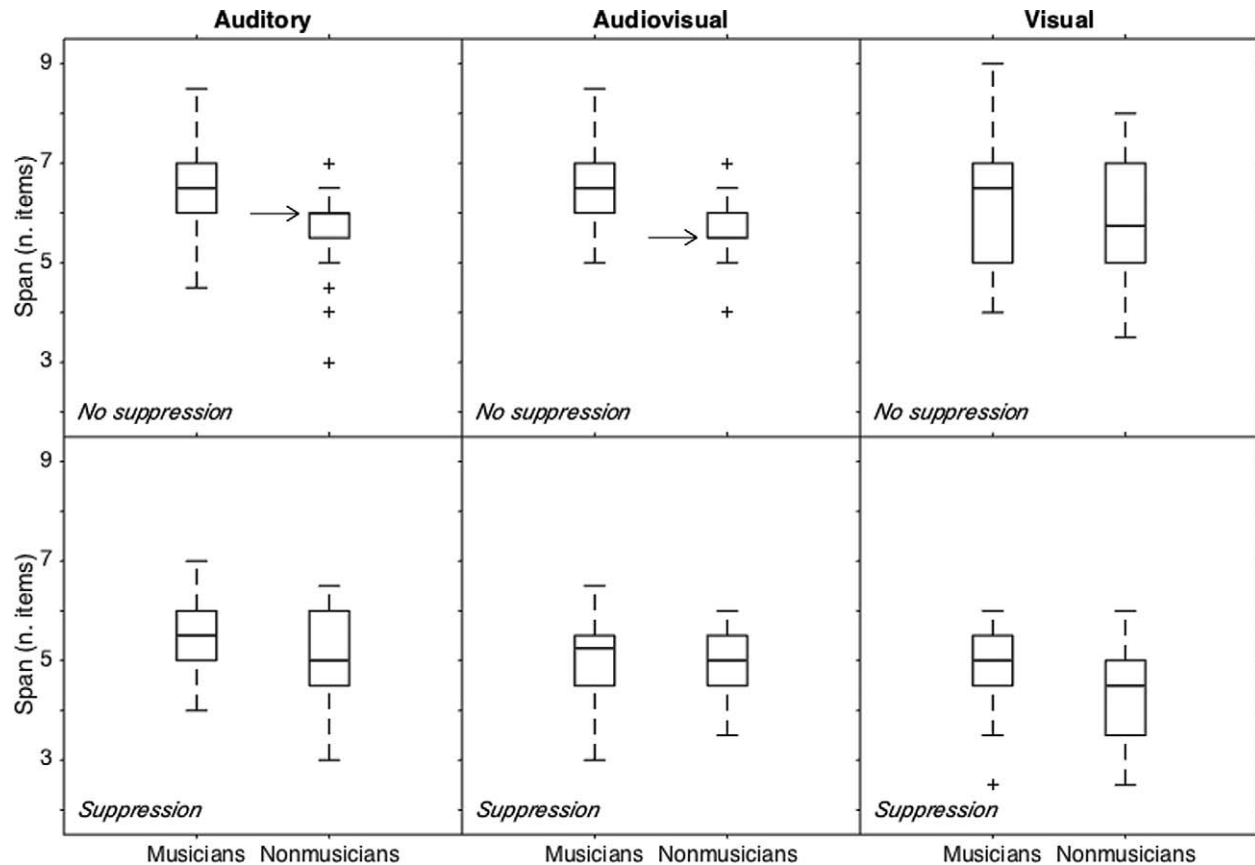 Auditory Audiovisual Visual
Span (n. items)
9
7
5
3
No suppression No suppression No suppression
Span (n. items)
9
7
5
3
Suppression Suppression Suppression
Musicians Nonmusicians Musicians Nonmusicians Musicians Nonmusicians